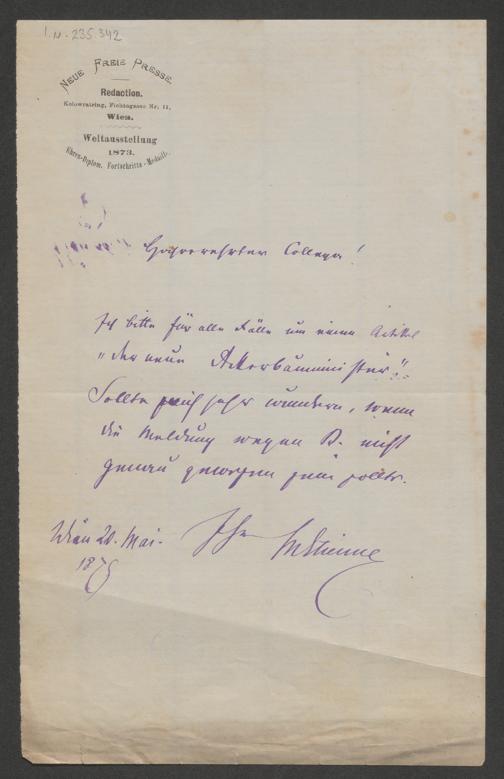 I.N. 235.342
NEUE FREIE PRESSE.
Redaction.
Kolowratring, Fichtegasse Nr. 11,
Wien.
Weltausstellung
1873.
Ehren-Diplom. Fortschritts-Medaille.
Hochverehrter College!
Ich bitte für alle Fälle um einen Artikel
"der neue Ackerbauminister".
Sollte mich sehr wundern, wenn
die Meldung wegen nicht
genau gewesen sein sollte.
Wien 20. Mai. Ihr
1875